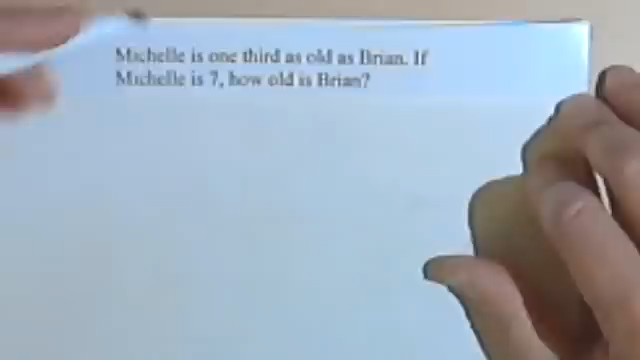 Michelle is one third as old as Brian. If
Michelle is 7, how old is Brian?